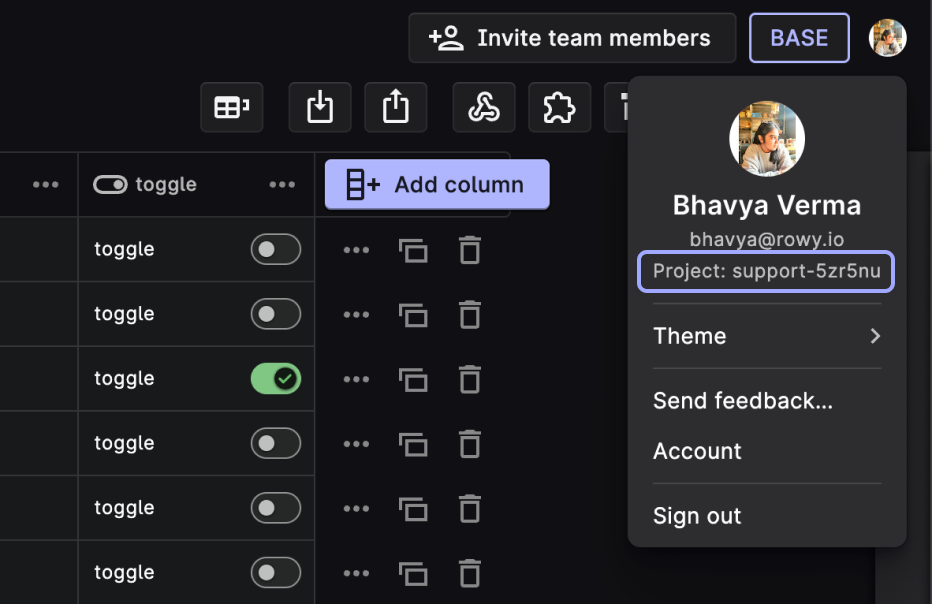 Invite team members
BASE
toggle
Add column
toggle
toggle
toggle
toggle
toggle
toggle
Bhavya Verma
bhavya@rowy.io
Project: support-5zr5nu
Theme
Send feedback...
Account
Sign out